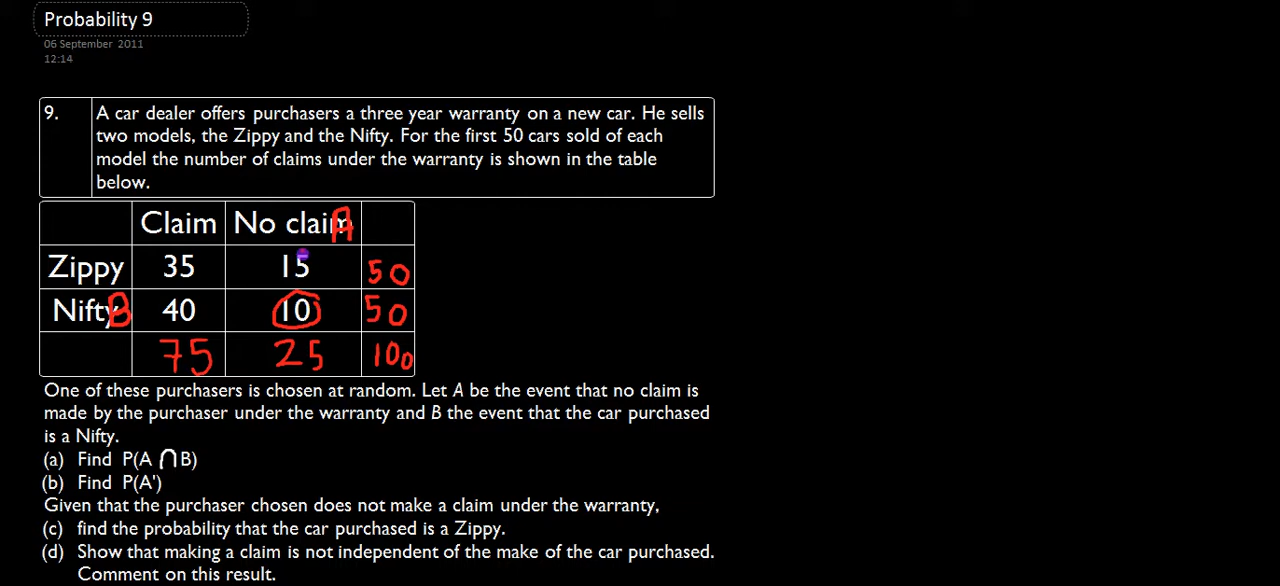 Probability 9
06 September 2011
12:14
9. A car dealer offers purchasers a three year warranty on a new car. He sells
two models, the Zippy and the Nifty. For the first 50 cars sold of each
model the number of claims under the warranty is shown in the table
below.
Claim No claim A
Zippy 35 15 50
Nifty B 40 10 50
75 25 100
One of these purchasers is chosen at random. Let A be the event that no claim is
made by the purchaser under the warranty and B the event that the car purchased
is a Nifty.
(a) Find P(A ⋂ B)
(b) Find P(A')
Given that the purchaser chosen does not make a claim under the warranty,
(c) find the probability that the car purchased is a Zippy.
(d) Show that making a claim is not independent of the make of the car purchased.
Comment on this result.